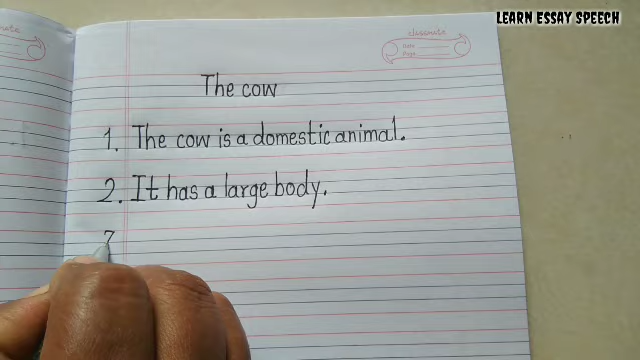 LEARN ESSAY SPEECH
classmate
Date
Page
The cow
1. The cow is a domestic animal.
2. It has a large body.